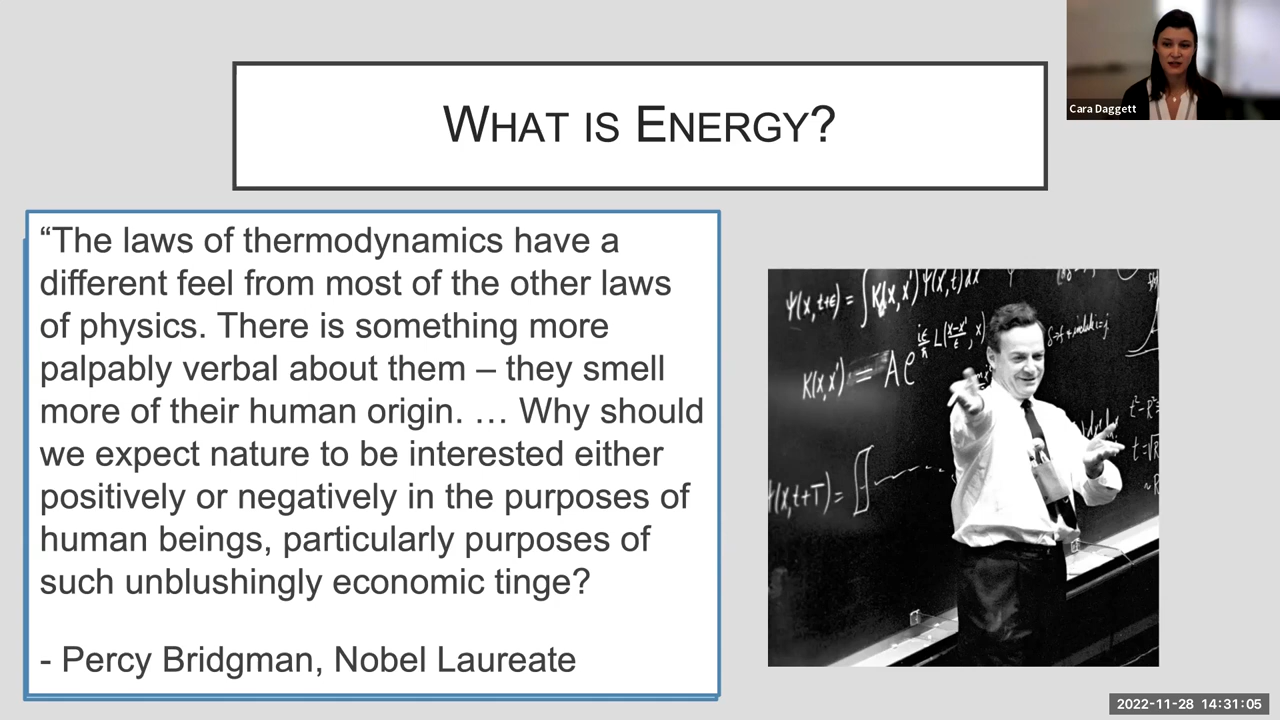 WHAT IS ENERGY?
Cara Daggett
“The laws of thermodynamics have a
different feel from most of the other laws
of physics. There is something more
palpably verbal about them – they smell
more of their human origin. … Why should
we expect nature to be interested either
positively or negatively in the purposes of
human beings, particularly purposes of
such unblushingly economic tinge?
- Percy Bridgman, Nobel Laureate
ψ(x, t+ε) = ∫ K(x, x') ψ(x, t) dx
K(x, x') = A e
2022-11-28 14:31:05